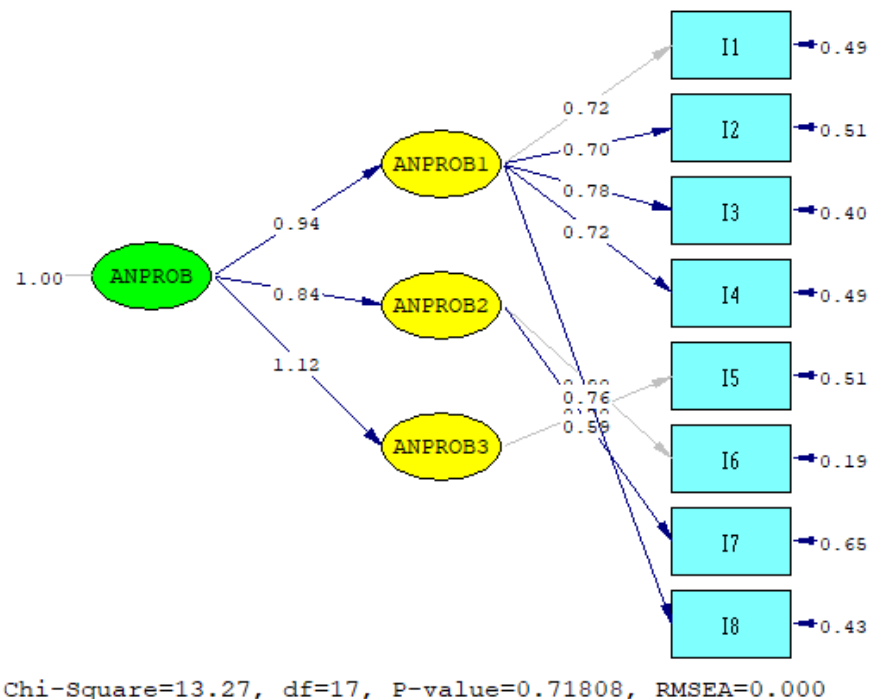 I1
0.49
0.72
I2
0.51
0.70
ANPROB1
0.78
I3
0.40
0.94
0.72
1.00
ANPROB
I4
0.49
0.84
ANPROB2
1.12
I5
0.51
0.76
0.59
ANPROB3
I6
0.19
I7
0.65
I8
0.43
Chi-Square=13.27, df=17, P-value=0.71808, RMSEA=0.000